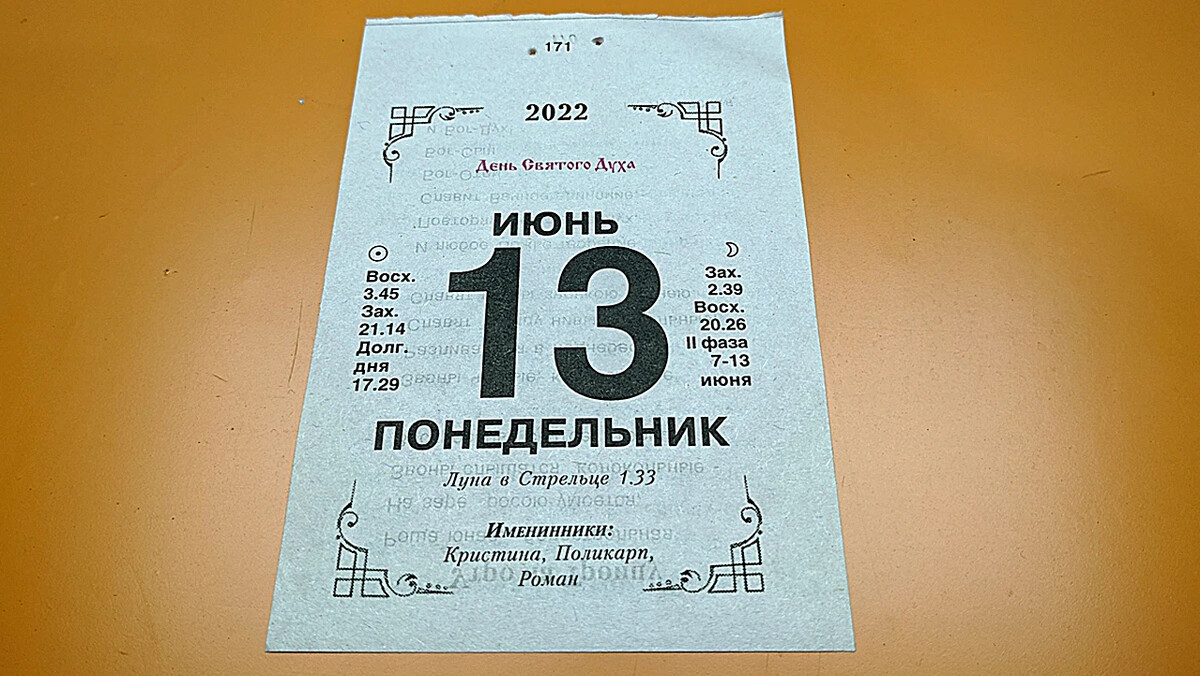 171
2022
День Святого Духа
ИЮНЬ
13
Восх.
3.45
Зах.
21.14
Долг.
дня
17.29
Зах.
2.39
Восх.
20.26
II фаза
7-13
июня
ПОНЕДЕЛЬНИК
Луна в Стрельце 1.33
Именинники:
Кристина, Поликарп,
Роман